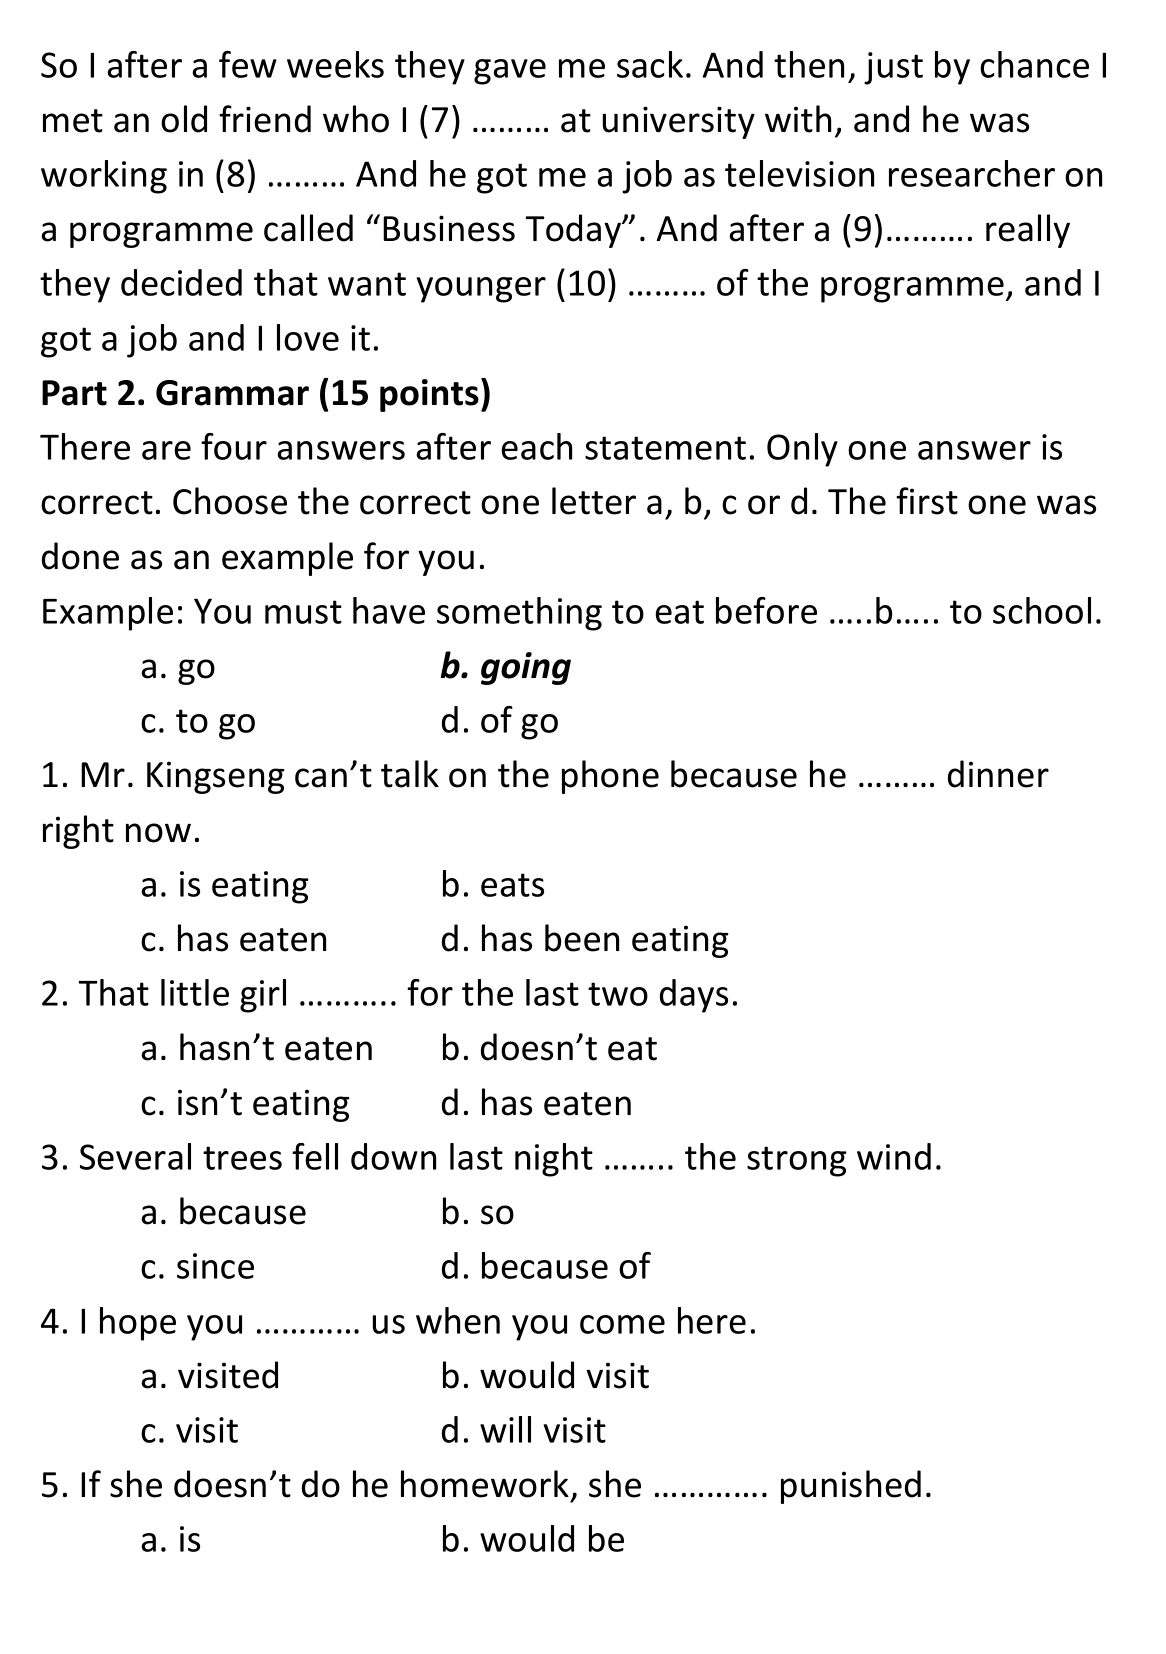 So I after a few weeks they gave me sack. And then, just by chance I
met an old friend who I (7) ......... at university with, and he was
working in (8) ......... And he got me a job as television researcher on
a programme called “Business Today”. And after a (9).......... really
they decided that want younger (10) ......... of the programme, and I
got a job and I love it.
Part 2. Grammar (15 points)
There are four answers after each statement. Only one answer is
correct. Choose the correct one letter a, b, c or d. The first one was
done as an example for you.
Example: You must have something to eat before .....b..... to school.
a. go b. going
c. to go d. of go
1. Mr. Kingseng can’t talk on the phone because he ......... dinner
right now.
a. is eating b. eats
c. has eaten d. has been eating
2. That little girl ........... for the last two days.
a. hasn’t eaten b. doesn’t eat
c. isn’t eating d. has eaten
3. Several trees fell down last night ........ the strong wind.
a. because b. so
c. since d. because of
4. I hope you ............ us when you come here.
a. visited b. would visit
c. visit d. will visit
5. If she doesn’t do he homework, she ............. punished.
a. is b. would be